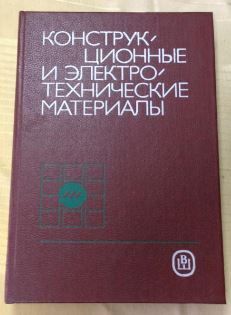 КОНСТРУК-
ЦИОННЫЕ
И ЭЛЕКТРО-
ТЕХНИЧЕСКИЕ
МАТЕРИАЛЫ